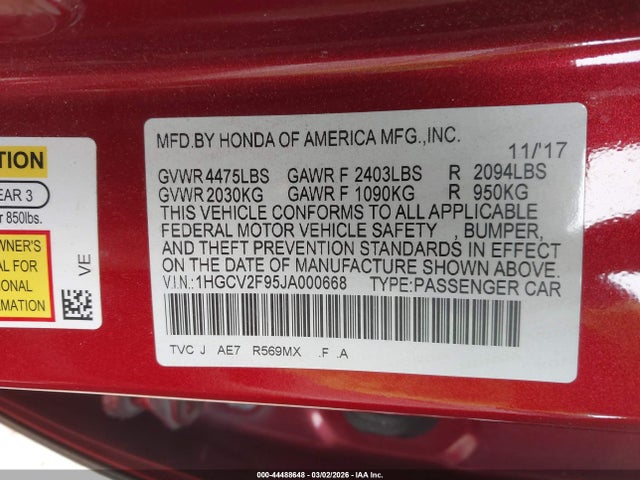 TION
EAR 3
r 850lbs.
OWNER'S
AL FOR
IONAL
RMATION
VE
MFD.BY HONDA OF AMERICA MFG.,INC.
11/'17
GVWR 4475LBS GAWR F 2403LBS R 2094LBS
GVWR 2030KG GAWR F 1090KG R 950KG
THIS VEHICLE CONFORMS TO ALL APPLICABLE
FEDERAL MOTOR VEHICLE SAFETY , BUMPER,
AND THEFT PREVENTION STANDARDS IN EFFECT
ON THE DATE OF MANUFACTURE SHOWN ABOVE.
V.I.N.:1HGCV2F95JA000668 TYPE:PASSENGER CAR
TVC J AE7 R569MX .F .A
000-44488648 - 03/02/2026 - IAA Inc.